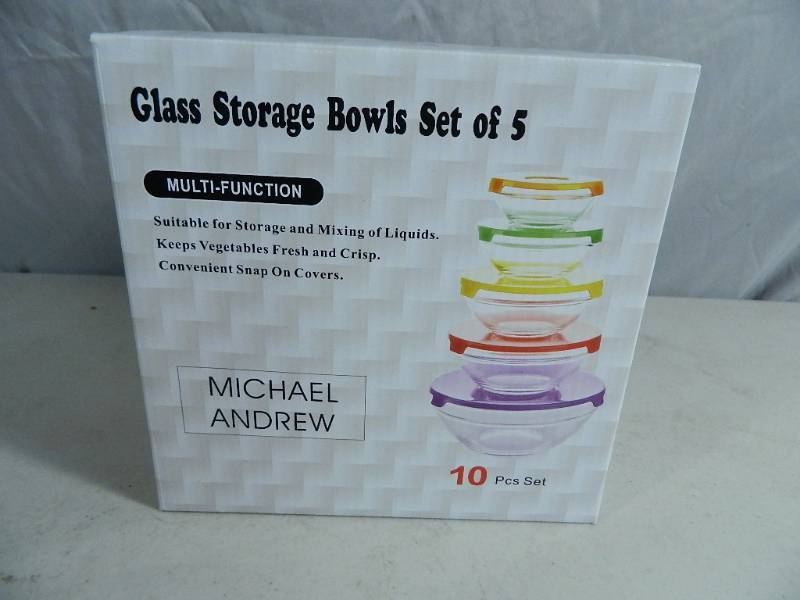 Glass Storage Bowls Set of 5
MULTI-FUNCTION
Suitable for Storage and Mixing of Liquids.
Keeps Vegetables Fresh and Crisp.
Convenient Snap On Covers.
MICHAEL
ANDREW
10 Pcs Set